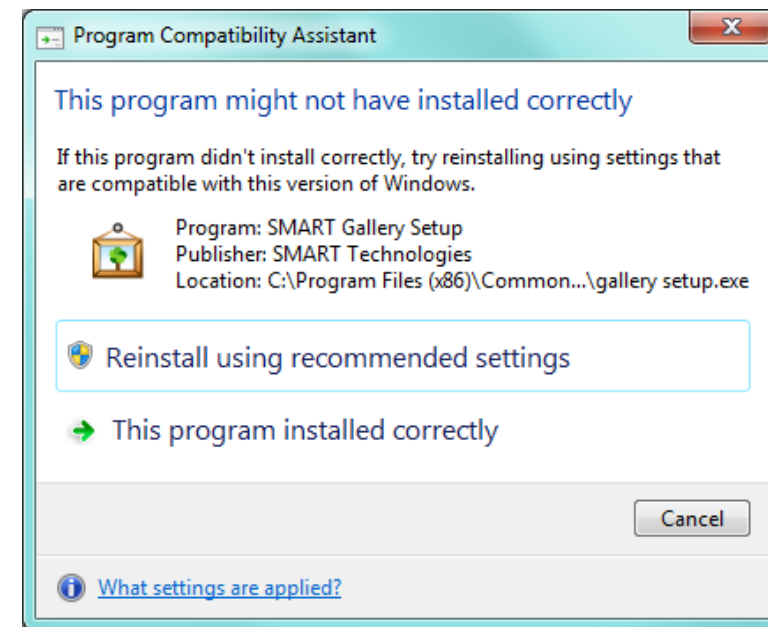 Program Compatibility Assistant
This program might not have installed correctly
If this program didn't install correctly, try reinstalling using settings that
are compatible with this version of Windows.
Program: SMART Gallery Setup
Publisher: SMART Technologies
Location: C:\Program Files (x86)\Common...\gallery setup.exe
Reinstall using recommended settings
This program installed correctly
Cancel
What settings are applied?